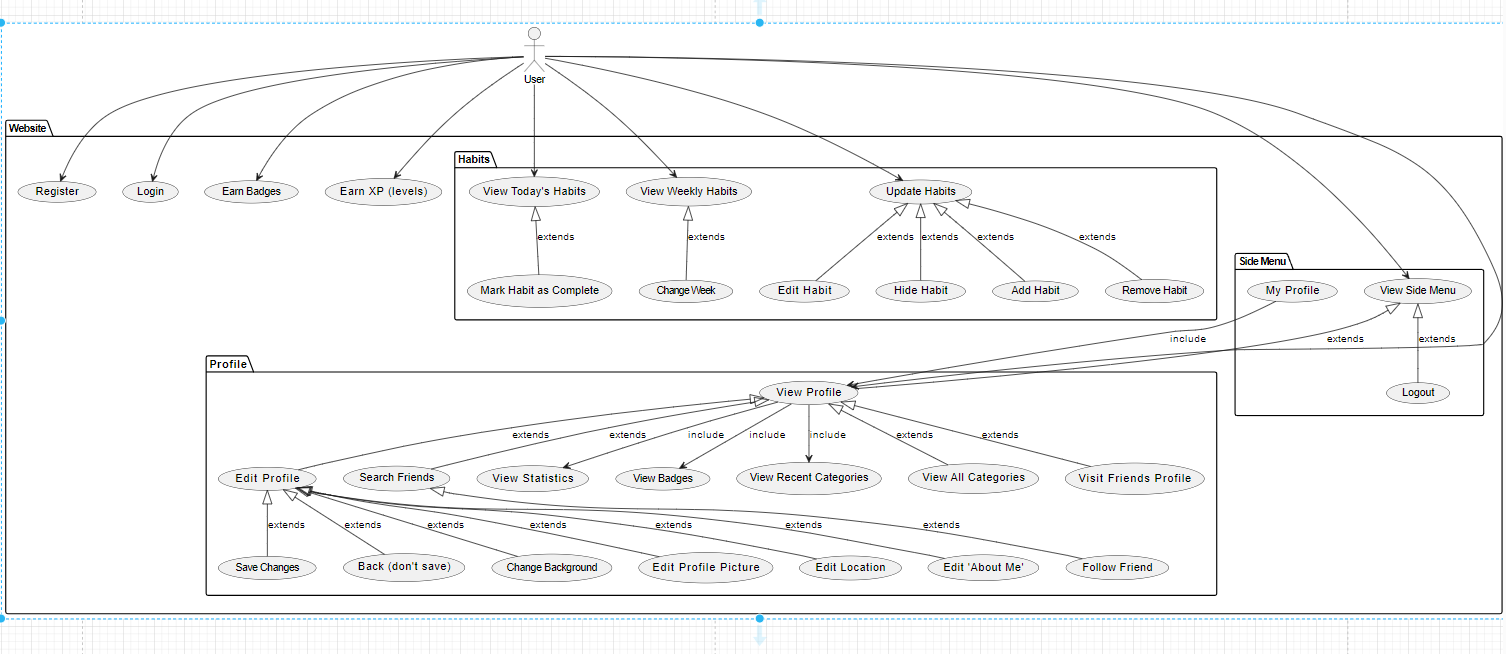 User
Website
Habits
Register
Login
Earn Badges
Earn XP (levels)
View Today's Habits
View Weekly Habits
Update Habits
extends
extends
extends
extends
extends
extends
Side Menu
Mark Habit as Complete
Change Week
Edit Habit
Hide Habit
Add Habit
Remove Habit
My Profile
View Side Menu
include
extends
extends
Profile
View Profile
Logout
extends
extends
include
include
include
extends
extends
Edit Profile
Search Friends
View Statistics
View Badges
View Recent Categories
View All Categories
Visit Friends Profile
extends
extends
extends
extends
extends
extends
extends
Save Changes
Back (don't save)
Change Background
Edit Profile Picture
Edit Location
Edit 'About Me'
Follow Friend